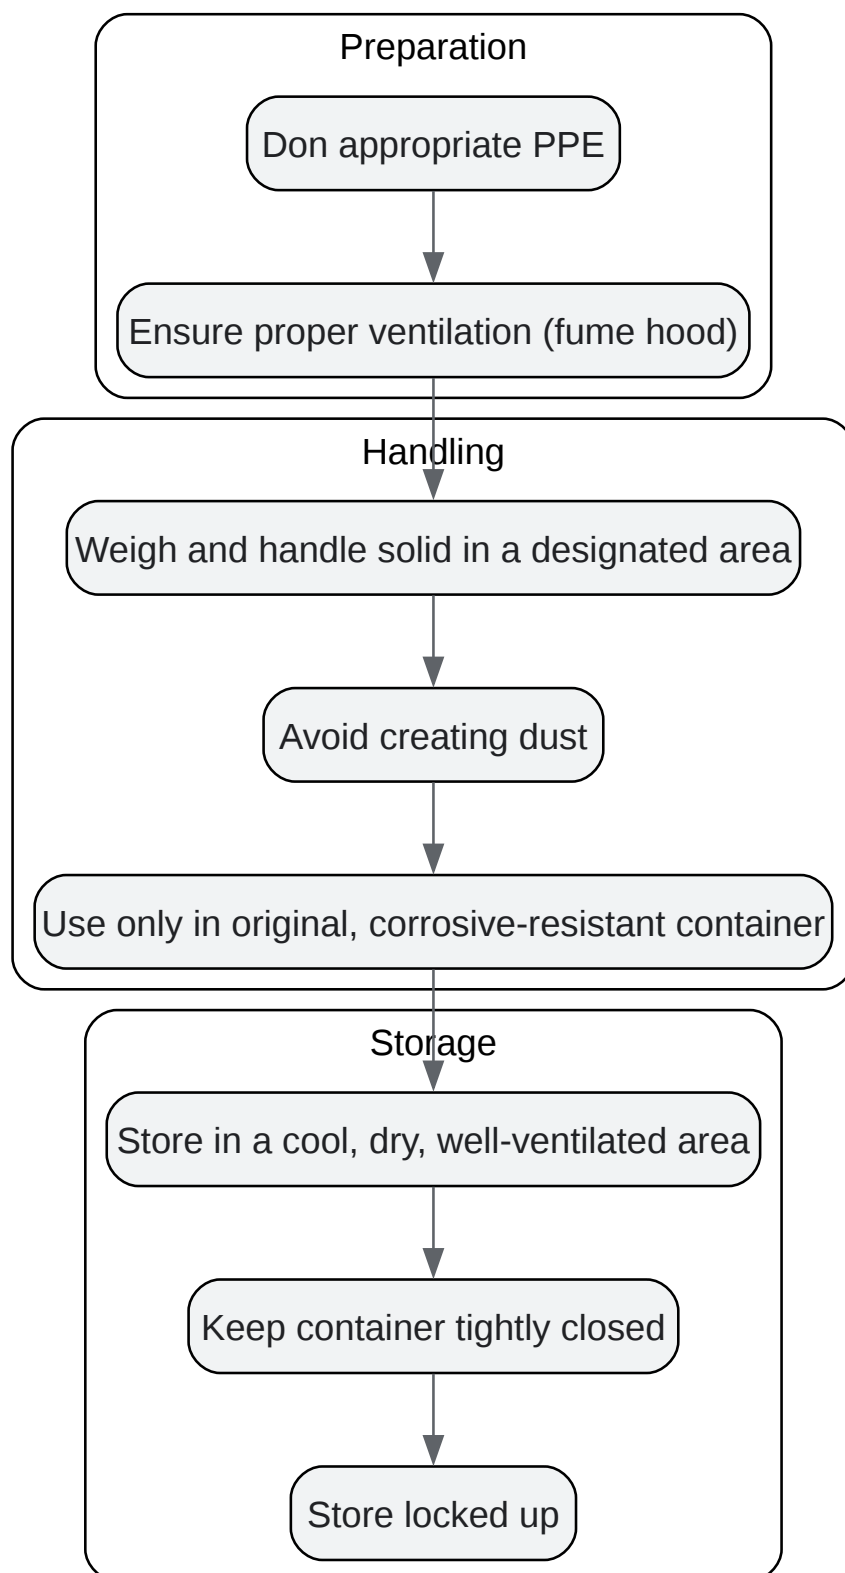 Preparation
Don appropriate PPE
Ensure proper ventilation (fume hood)
Handling
Weigh and handle solid in a designated area
Avoid creating dust
Use only in original, corrosive-resistant container
Storage
Store in a cool, dry, well-ventilated area
Keep container tightly closed
Store locked up